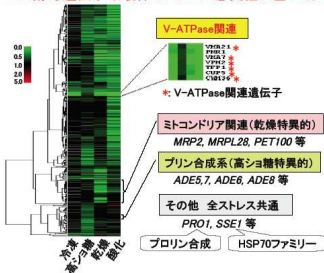 V-ATPase関連
0.0
1.0
2.0
5.0
VMA21*
PMR1
VMA7*
VPH2*
TFP1*
CUP5*
*: V-ATPase関連遺伝子
ミトコンドリア関連(乾燥特異的)
MRP2, MRPL28, PET100 等
プリン合成系(高ショ糖特異的)
ADE5,7, ADE6, ADE8 等
その他 全ストレス共通
PRO1, SSE1 等
プロリン合成
HSP70ファミリー
冷凍
高ショ糖
乾燥
酸化